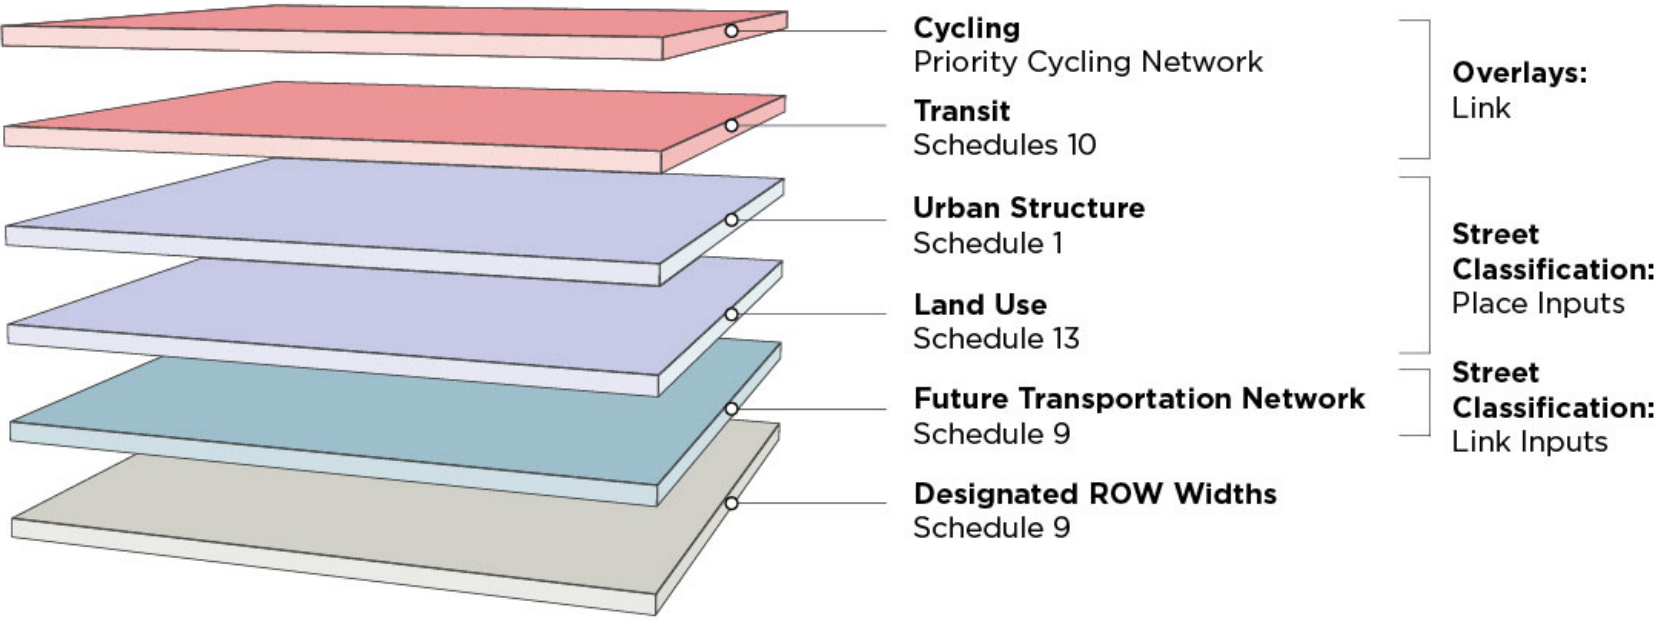 Cycling
Priority Cycling Network
Transit
Schedules 10
Urban Structure
Schedule 1
Land Use
Schedule 13
Future Transportation Network
Schedule 9
Designated ROW Widths
Schedule 9
Overlays:
Link
Street
Classification:
Place Inputs
Street
Classification:
Link Inputs